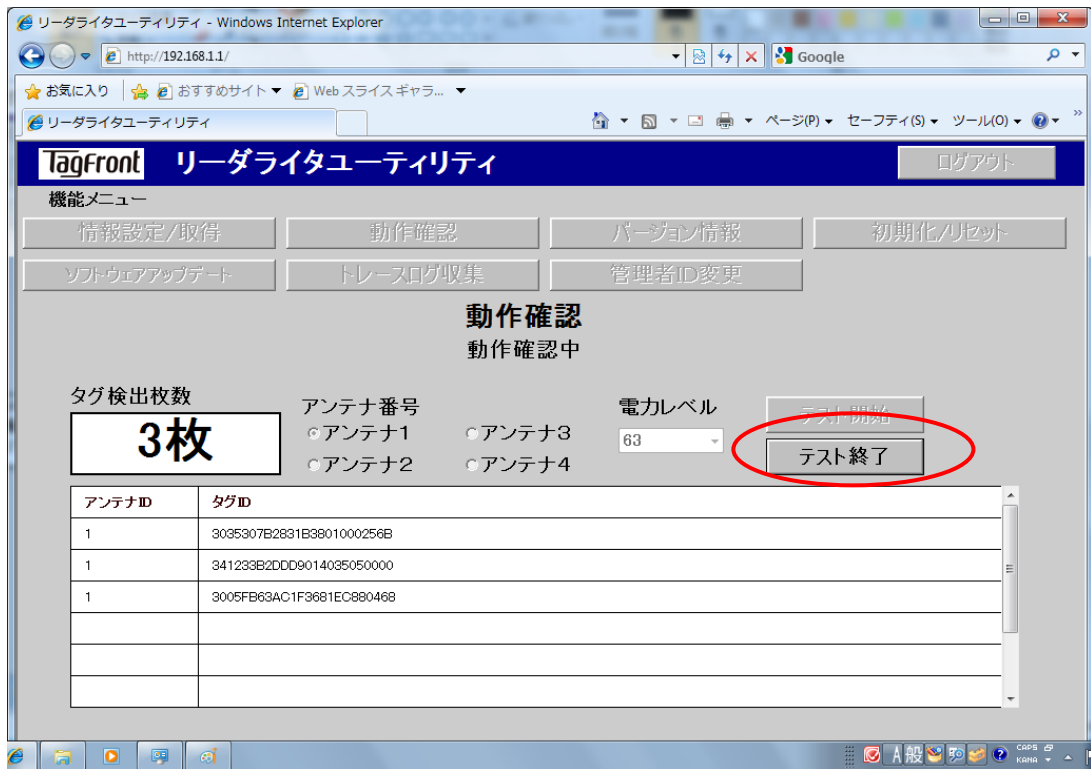 リーダライタユーティリティ - Windows Internet Explorer
http://192.168.1.1/
Google
お気に入り おすすめサイト Web スライス ギャラ...
リーダライタユーティリティ
ページ(P) セーフティ(S) ツール(O) »
TagFront リーダライタユーティリティ ログアウト
機能メニュー
情報設定/取得 動作確認 バージョン情報 初期化/リセット
ソフトウェアアップデート トレースログ収集 管理者ID変更
動作確認
動作確認中
タグ検出枚数
3枚
アンテナ番号
アンテナ1 アンテナ3
アンテナ2 アンテナ4
電力レベル
63
テスト開始
テスト終了
アンテナID タグID
1 3035307B2831B3801000256B
1 341233B2DDD9014035050000
1 3005FB63AC1F3681EC880468
A 般 CAPS
KANA